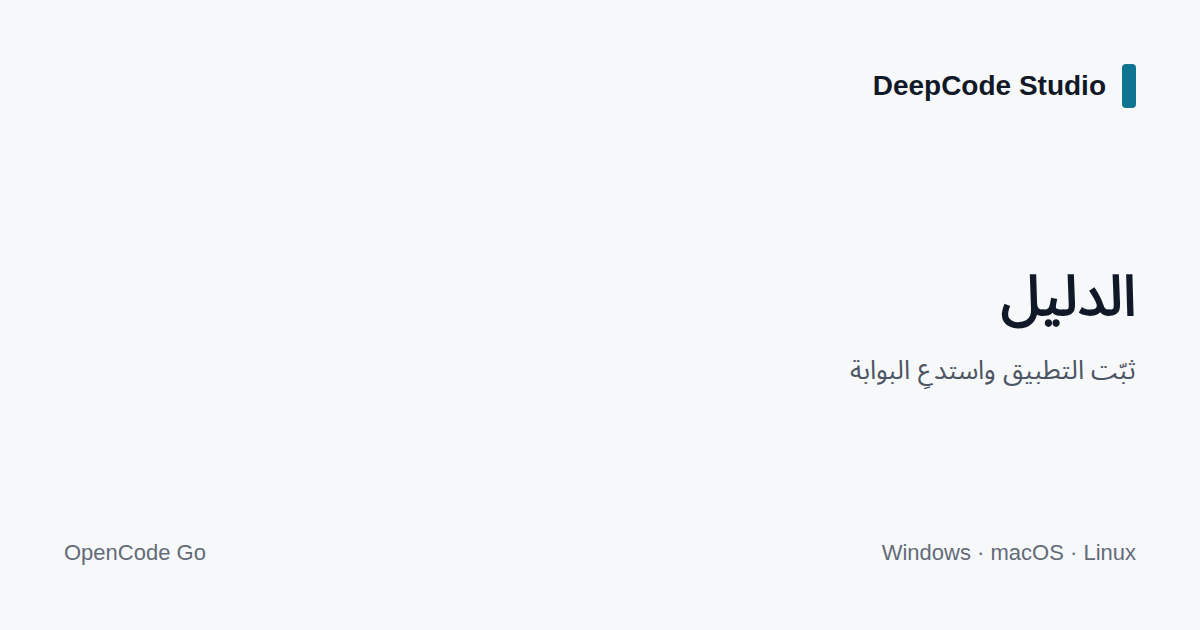 DeepCode Studio
الدليل
ثبّت التطبيق واستدعِ البوابة
Windows · macOS · Linux
OpenCode Go